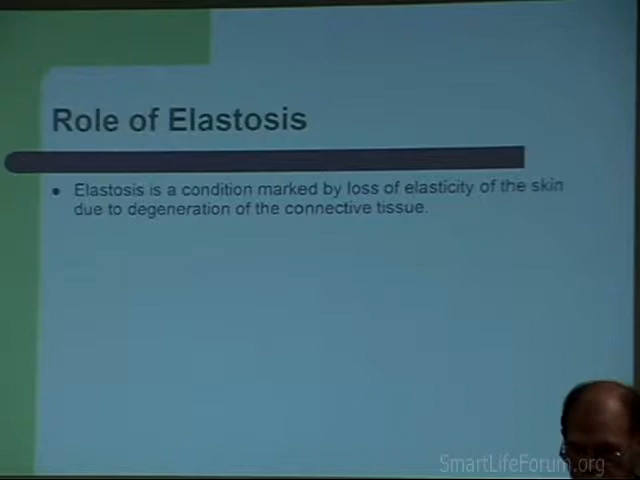 Role of Elastosis
• Elastosis is a condition marked by loss of elasticity of the skin
due to degeneration of the connective tissue.
SmartLifeForum.org